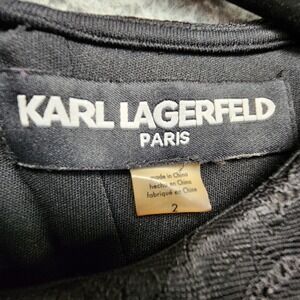 KARL LAGERFELD
PARIS
made in China
hecho en China
fabriqué en Chine
2